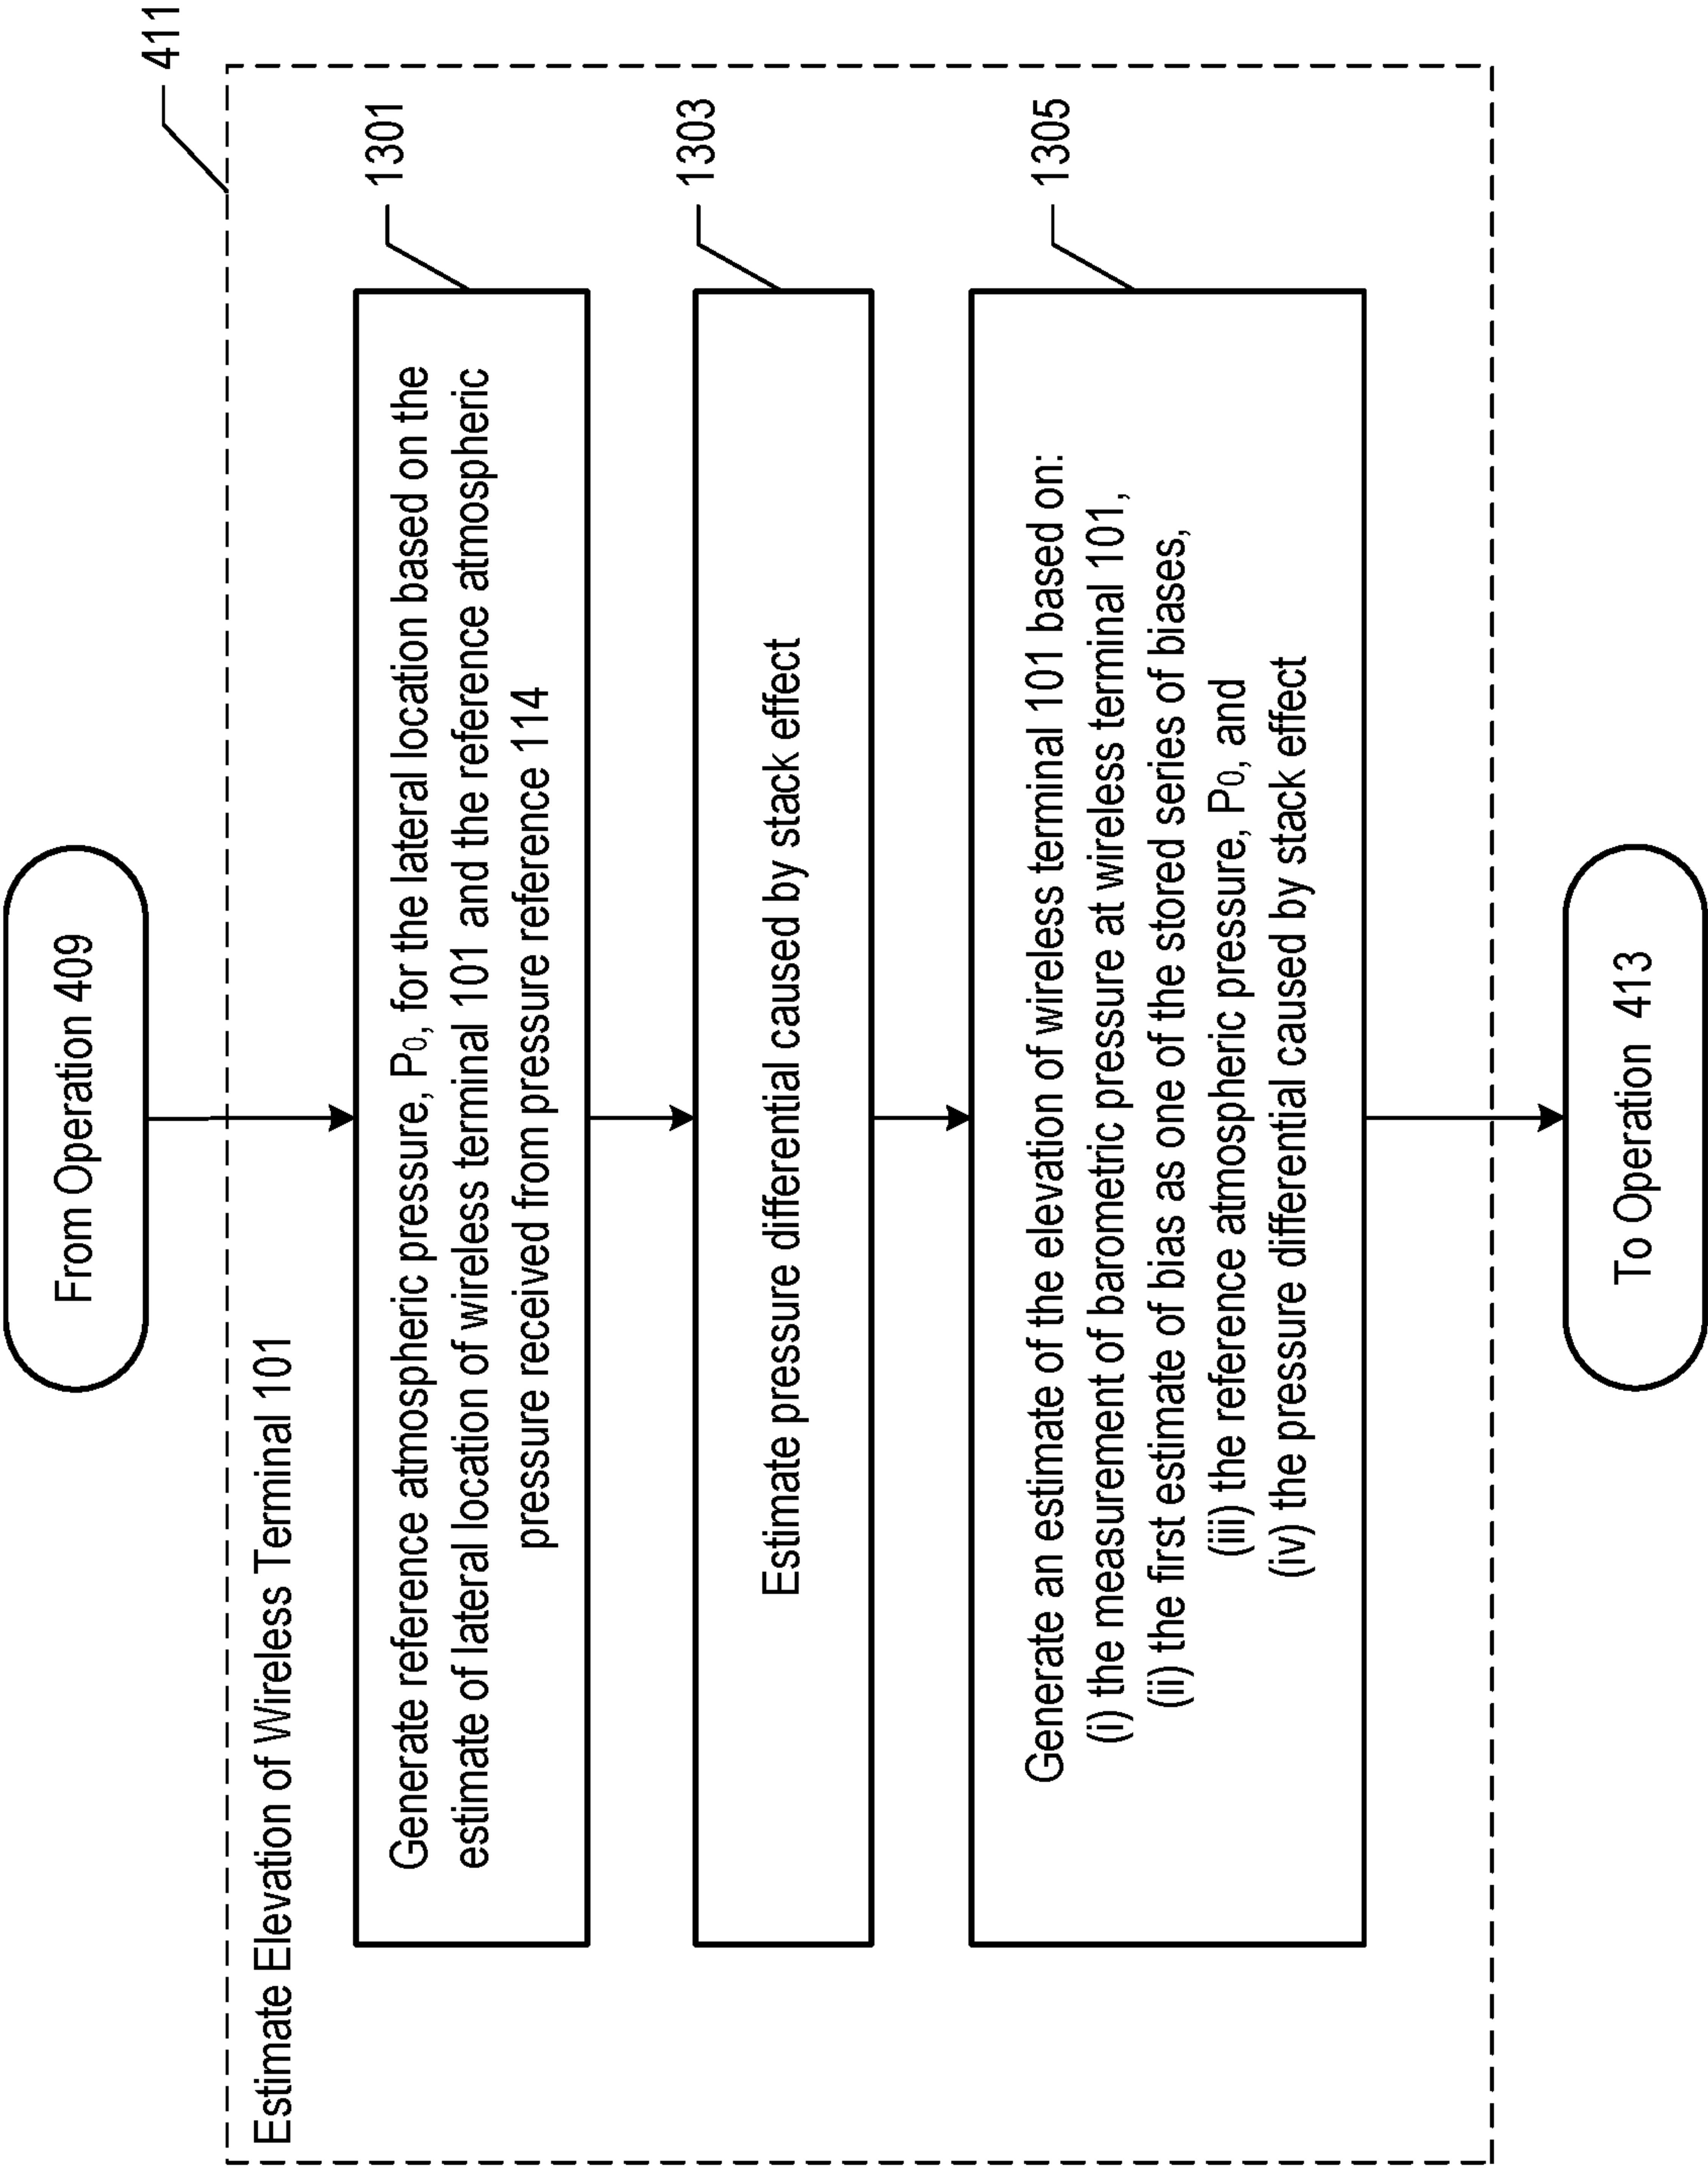 From Operation 409
411
Estimate Elevation of Wireless Terminal 101
1301
Generate reference atmospheric pressure, P0, for the lateral location based on the
estimate of lateral location of wireless terminal 101 and the reference atmospheric
pressure received from pressure reference 114
1303
Estimate pressure differential caused by stack effect
1305
Generate an estimate of the elevation of wireless terminal 101 based on:
(i) the measurement of barometric pressure at wireless terminal 101,
(ii) the first estimate of bias as one of the stored series of biases,
(iii) the reference atmospheric pressure, P0, and
(iv) the pressure differential caused by stack effect
To Operation 413